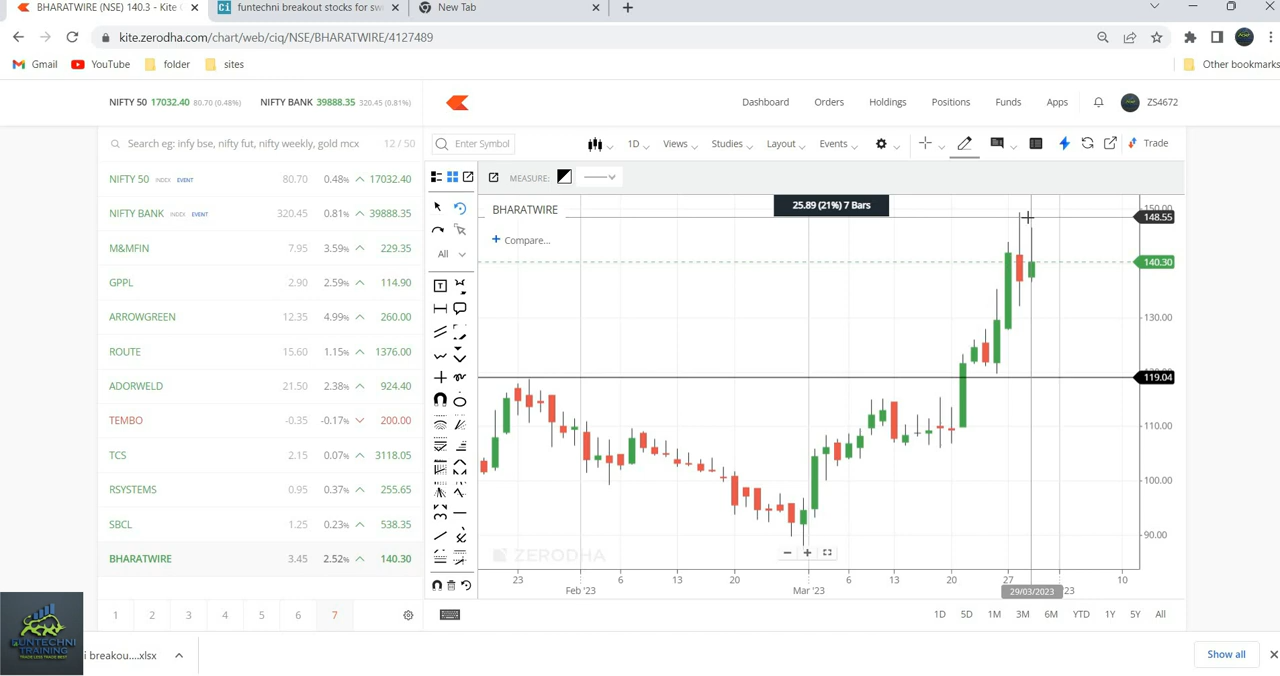 BHARATWIRE (NSE) 140.3 - Kite
funtechni breakout stocks for sw
New Tab
kite.zerodha.com/chart/web/ciq/NSE/BHARATWIRE/4127489
Gmail YouTube folder sites Other bookmarks
NIFTY 50 17032.40 80.70 (0.48%) NIFTY BANK 39888.35 320.45 (0.81%)
Dashboard Orders Holdings Positions Funds Apps ZS4672
Search eg: infy bse, nifty fut, nifty weekly, gold mcx 12 / 50
Enter Symbol 1D Views Studies Layout Events Trade
NIFTY 50 INDEX EVENT 80.70 0.48% 17032.40
NIFTY BANK INDEX EVENT 320.45 0.81% 39888.35
M&MFIN 7.95 3.59% 229.35
GPPL 2.90 2.59% 114.90
ARROWGREEN 12.35 4.99% 260.00
ROUTE 15.60 1.15% 1376.00
ADORWELD 21.50 2.38% 924.40
TEMBO -0.35 -0.17% 200.00
TCS 2.15 0.07% 3118.05
RSYSTEMS 0.95 0.37% 255.65
SBCL 1.25 0.23% 538.35
BHARATWIRE 3.45 2.52% 140.30
1 2 3 4 5 6 7
MEASURE:
BHARATWIRE
25.89 (21%) 7 Bars
Compare...
All
150.00
148.55
140.30
130.00
119.04
110.00
100.00
90.00
ZERODHA
23 6 13 20 6 13 20 27 10
Feb '23 Mar '23 29/03/2023 23
1D 5D 1M 3M 6M YTD 1Y 5Y All
FUNTECHNI
TRAINING
TRADE LESS TRADE BEST
i breakou....xlsx
Show all